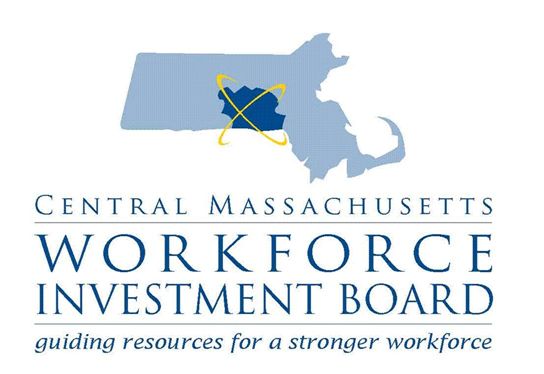 CENTRAL MASSACHUSETTS
WORKFORCE
INVESTMENT BOARD
guiding resources for a stronger workforce